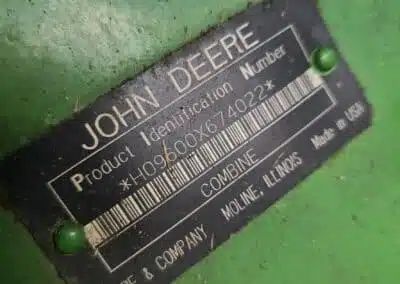 JOHN DEERE
Product Identification Number
*H09600X674022*
COMBINE
Made in USA
& COMPANY MOLINE, ILLINOIS